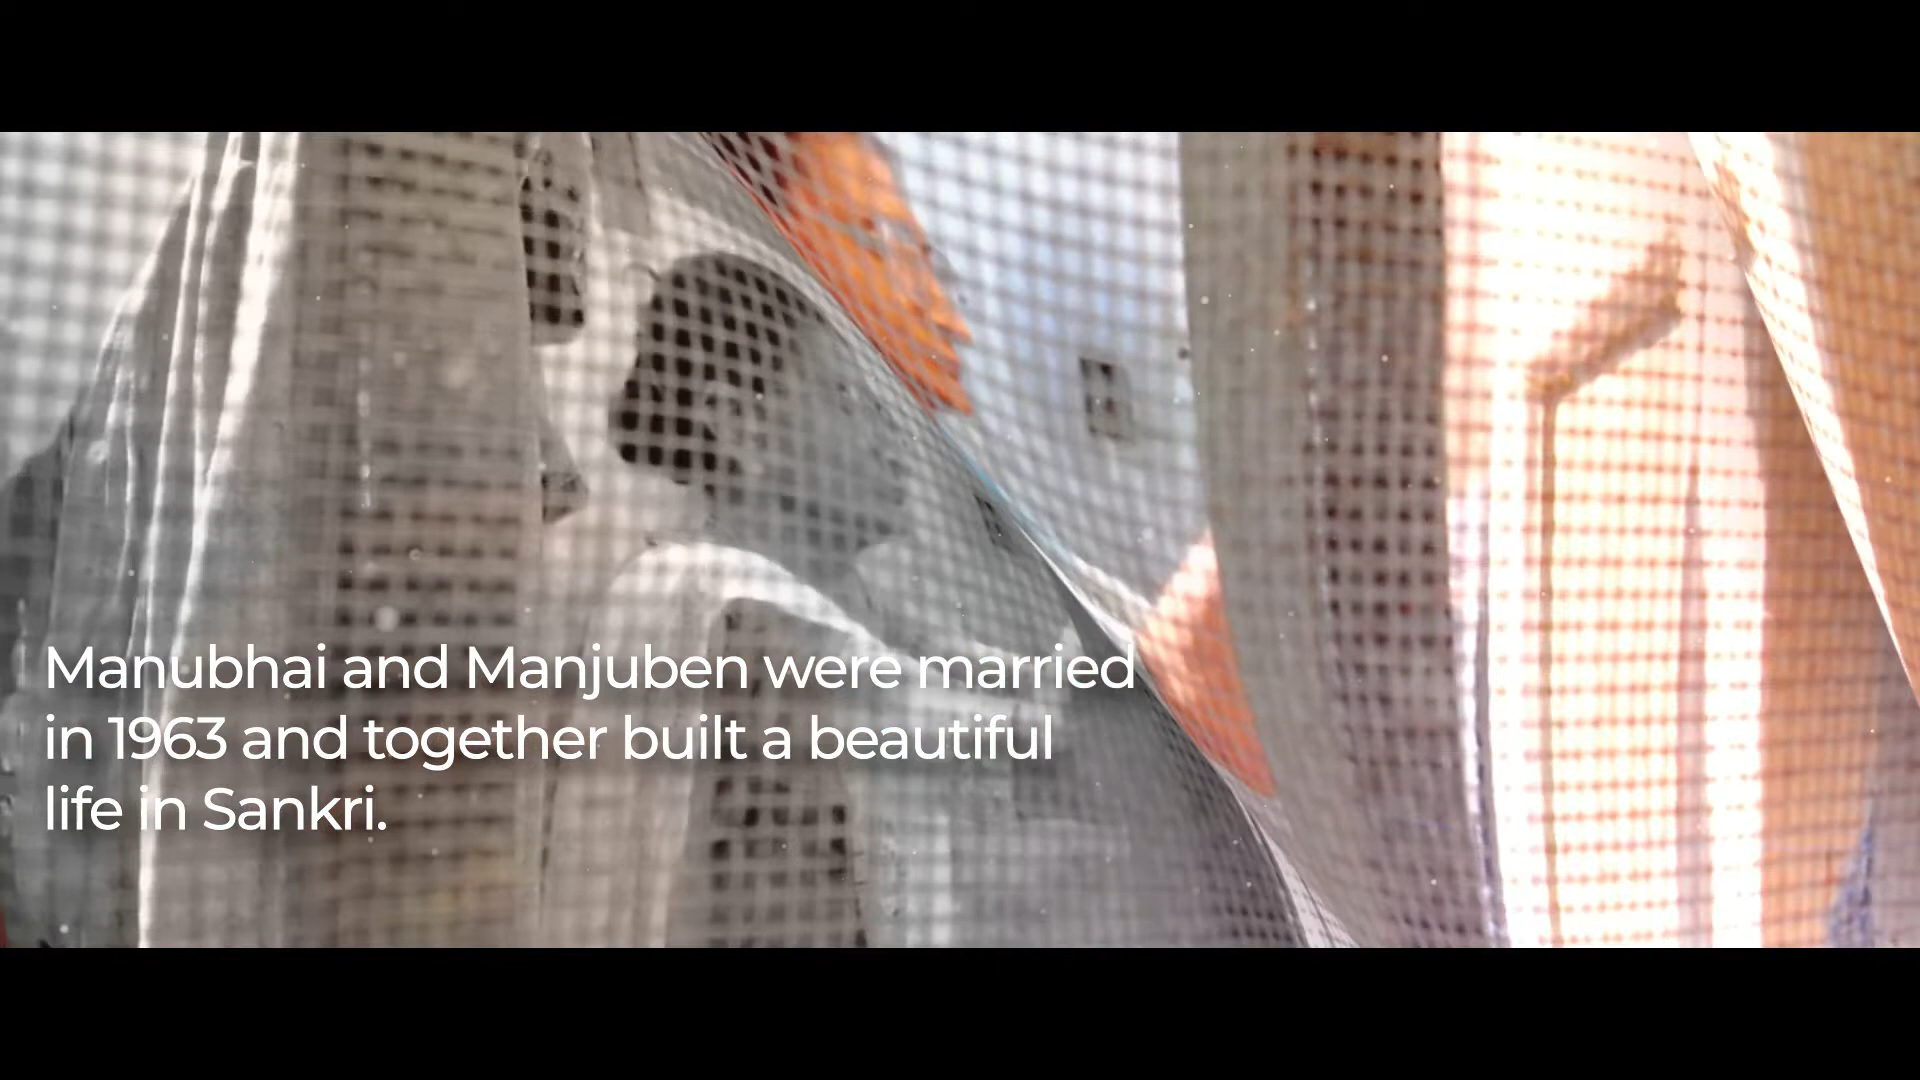 Manubhai and Manjuben were married
in 1963 and together built a beautiful
life in Sankri.